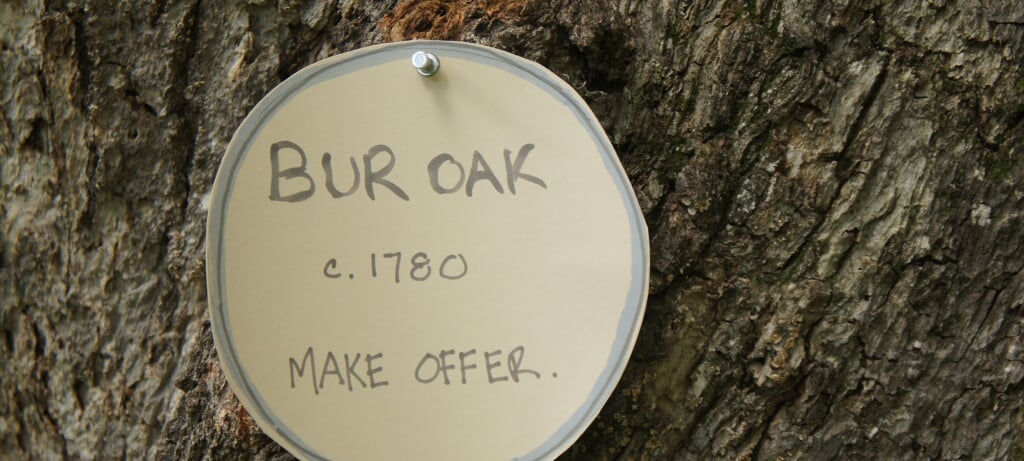 BUR OAK
c. 1780
MAKE OFFER.